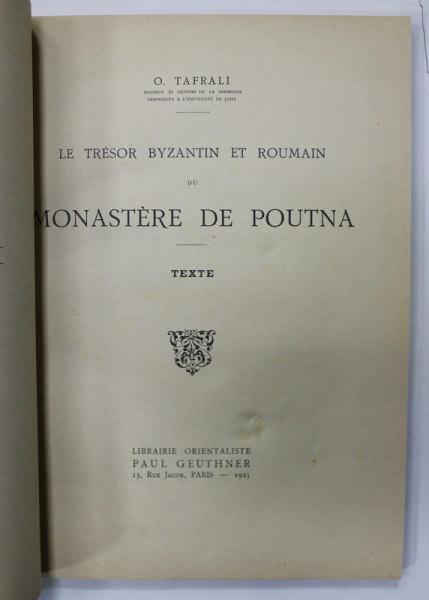 O. TAFRALI
DOCTEUR ÈS LETTRES DE LA SORBONNE
PROFESSEUR A L'UNIVERSITÉ DE JASSY
LE TRÉSOR BYZANTIN ET ROUMAIN
DU
MONASTÈRE DE POUTNA
TEXTE
LIBRAIRIE ORIENTALISTE
PAUL GEUTHNER
13, RUE JACOB, PARIS — 1925